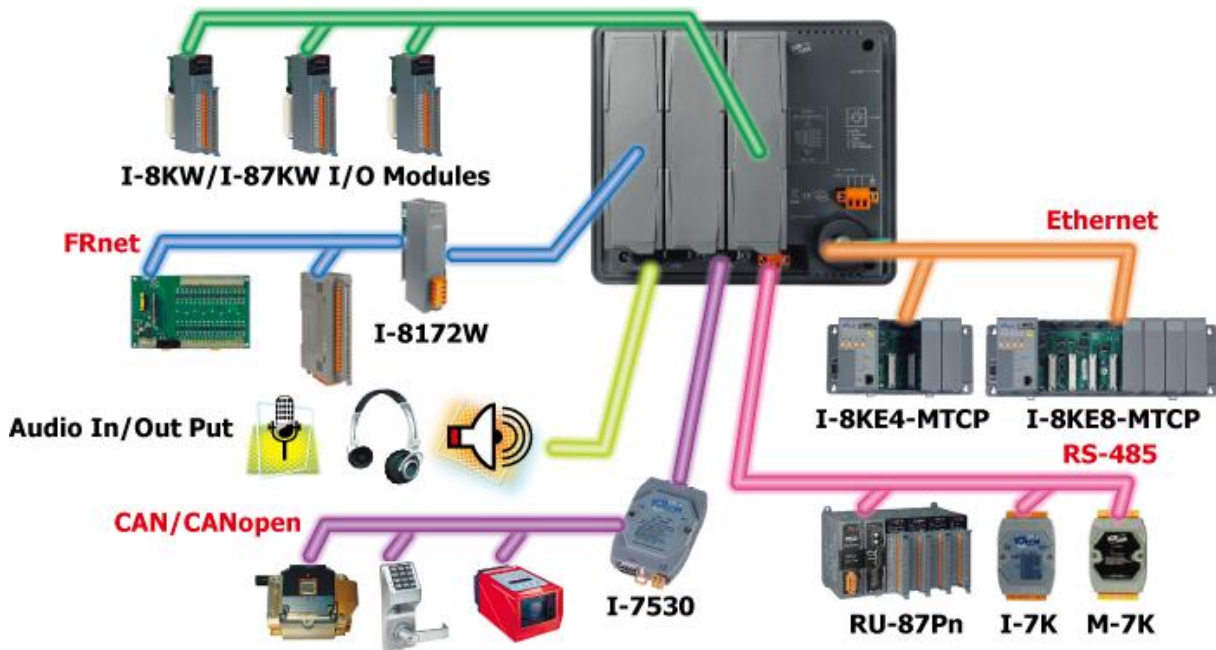 I-8KW/I-87KW I/O Modules
FRnet
Ethernet
I-8172W
I-8KE4-MTCP
I-8KE8-MTCP
Audio In/Out Put
RS-485
CAN/CANopen
I-7530
RU-87Pn
I-7K
M-7K